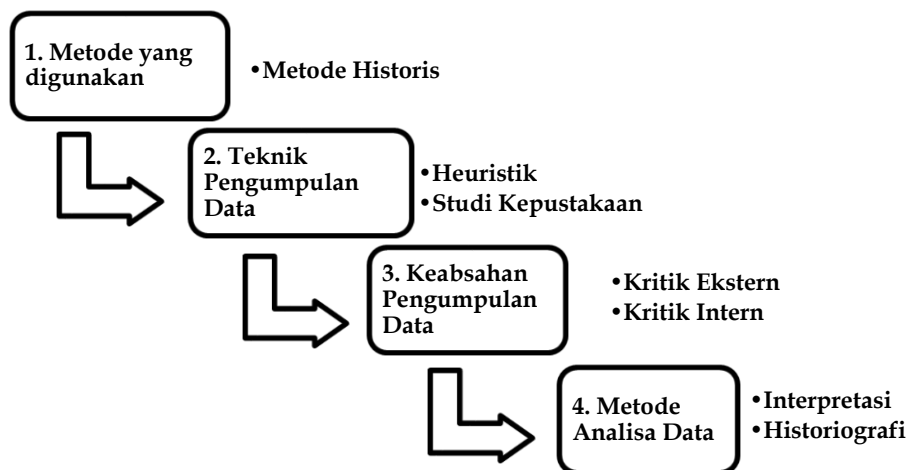 1. Metode yang
digunakan
•Metode Historis
2. Teknik
Pengumpulan
Data
•Heuristik
•Studi Kepustakaan
3. Keabsahan
Pengumpulan
Data
•Kritik Ekstern
•Kritik Intern
4. Metode
Analisa Data
•Interpretasi
•Historiografi